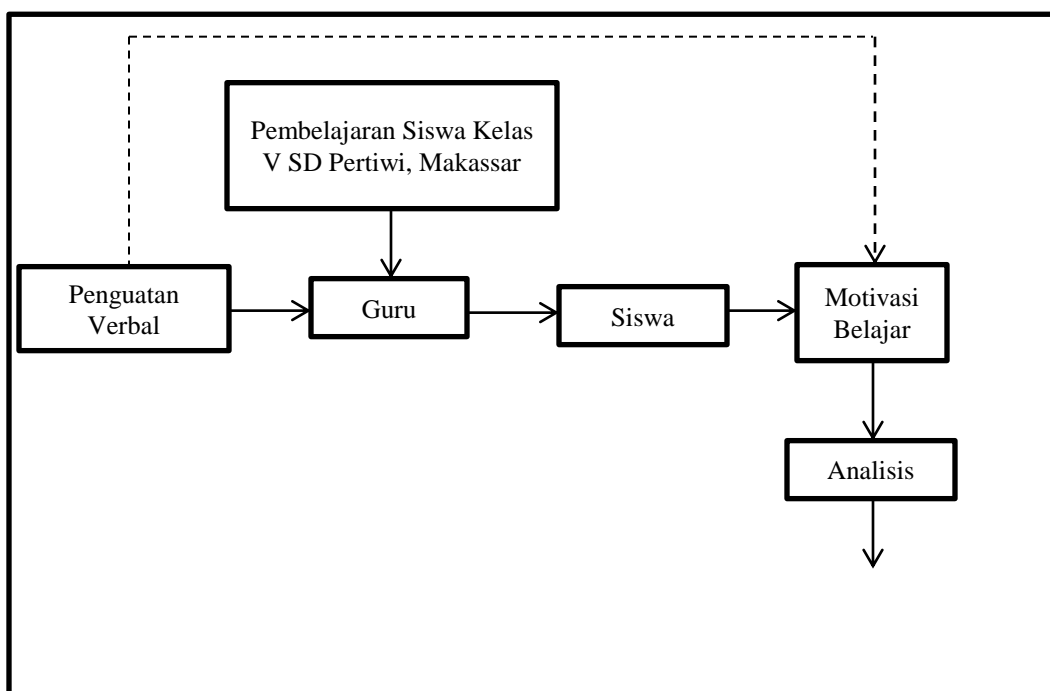 Pembelajaran Siswa Kelas
V SD Pertiwi, Makassar
Penguatan
Verbal
Guru
Siswa
Motivasi
Belajar
Analisis